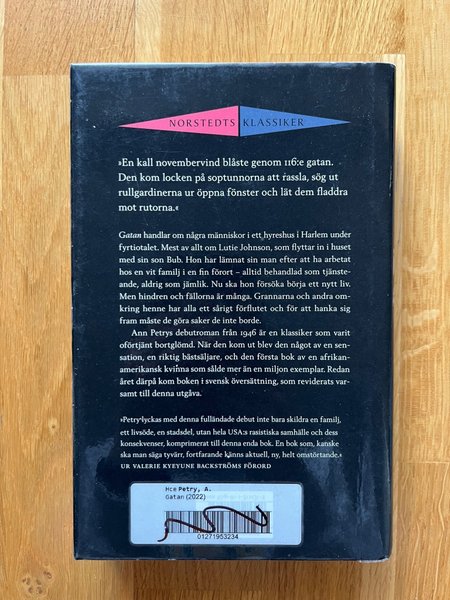 NORSTEDTS KLASSIKER
»En kall novembervind blåste genom 116:e gatan.
Den kom locken på soptunnorna att rassla, sög ut
rullgardinerna ur öppna fönster och lät dem fladdra
mot rutorna.«
Gatan handlar om några människor i ett hyreshus i Harlem under
fyrtiotalet. Mest av allt om Lutie Johnson, som flyttar in i huset
med sin son Bub. Hon har lämnat sin man efter att ha arbetat
hos en vit familj i en fin förort – alltid behandlad som tjänste-
ande, aldrig som jämlik. Nu ska hon försöka börja ett nytt liv.
Men hindren och fällorna är många. Grannarna och andra om-
kring henne har alla ett sårigt förflutet och för att hanka sig
fram måste de göra saker de inte borde.
Ann Petrys debutroman från 1946 är en klassiker som varit
oförtjänt bortglömd. När den kom ut blev den något av en sen-
sation, en riktig bästsäljare, och den första bok av en afrikan-
amerikansk kvinna som sålde mer än en miljon exemplar. Redan
året därpå kom boken i svensk översättning, som reviderats var-
samt till denna utgåva.
»Petry lyckas med denna fulländade debut inte bara skildra en familj,
ett livsöde, en stadsdel, utan hela USA:s rasistiska samhälle och dess
konsekvenser, komprimerat till denna enda bok. En bok som, kanske
ska man säga tyvärr, fortfarande känns aktuell, ny, helt omstörtande.«
UR VALERIE KYEYUNE BACKSTRÖMS FÖRORD
Hce Petry, A.
Gatan (2022)
01271953234